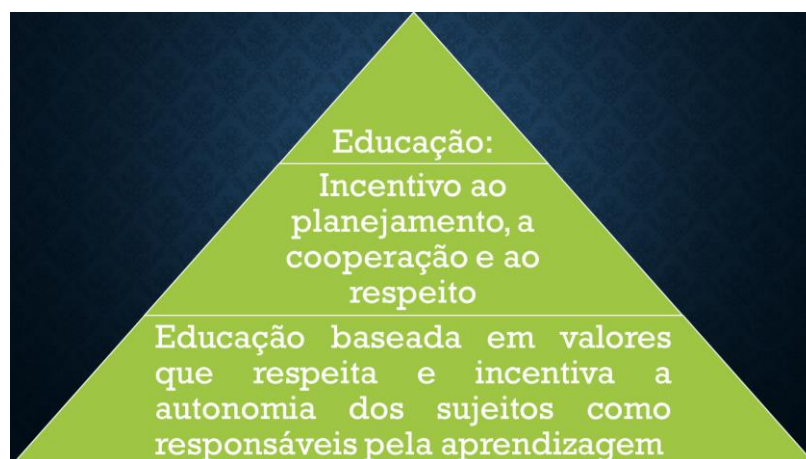 Educação:
Incentivo ao
planejamento, a
cooperação e ao
respeito
Educação baseada em valores
que respeita e incentiva a
autonomia dos sujeitos como
responsáveis pela aprendizagem